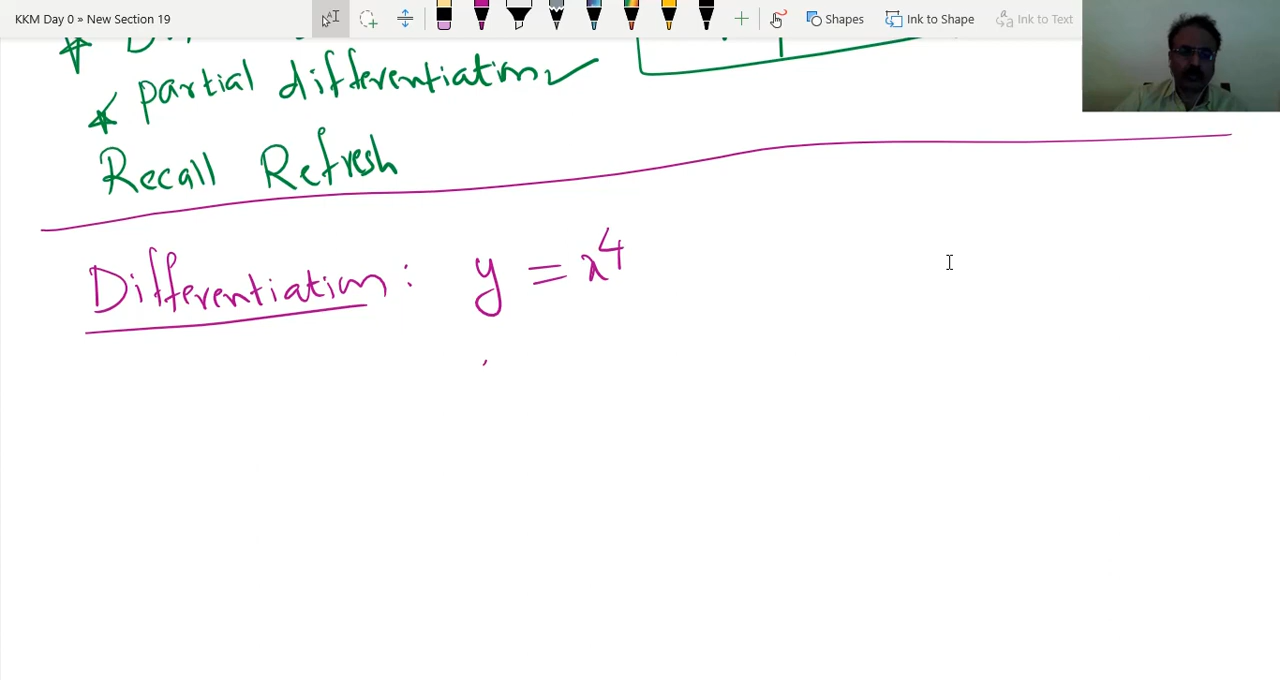 KKM Day 0 » New Section 19
Shapes
Ink to Shape
Ink to Text
partial differentiation
Recall Refresh
Differentiation : y = x⁴